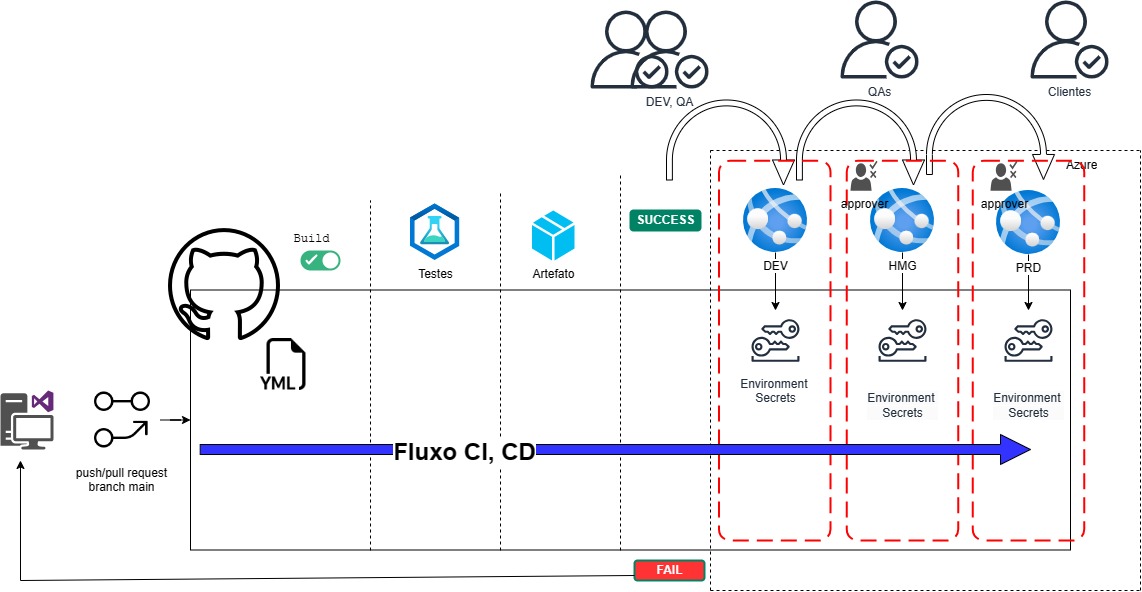 DEV, QA
QAs
Clientes
Azure
approver
approver
SUCCESS
Build
Testes
Artefato
DEV
HMG
PRD
YML
Environment
Secrets
Environment
Secrets
Environment
Secrets
Fluxo CI, CD
push/pull request
branch main
FAIL